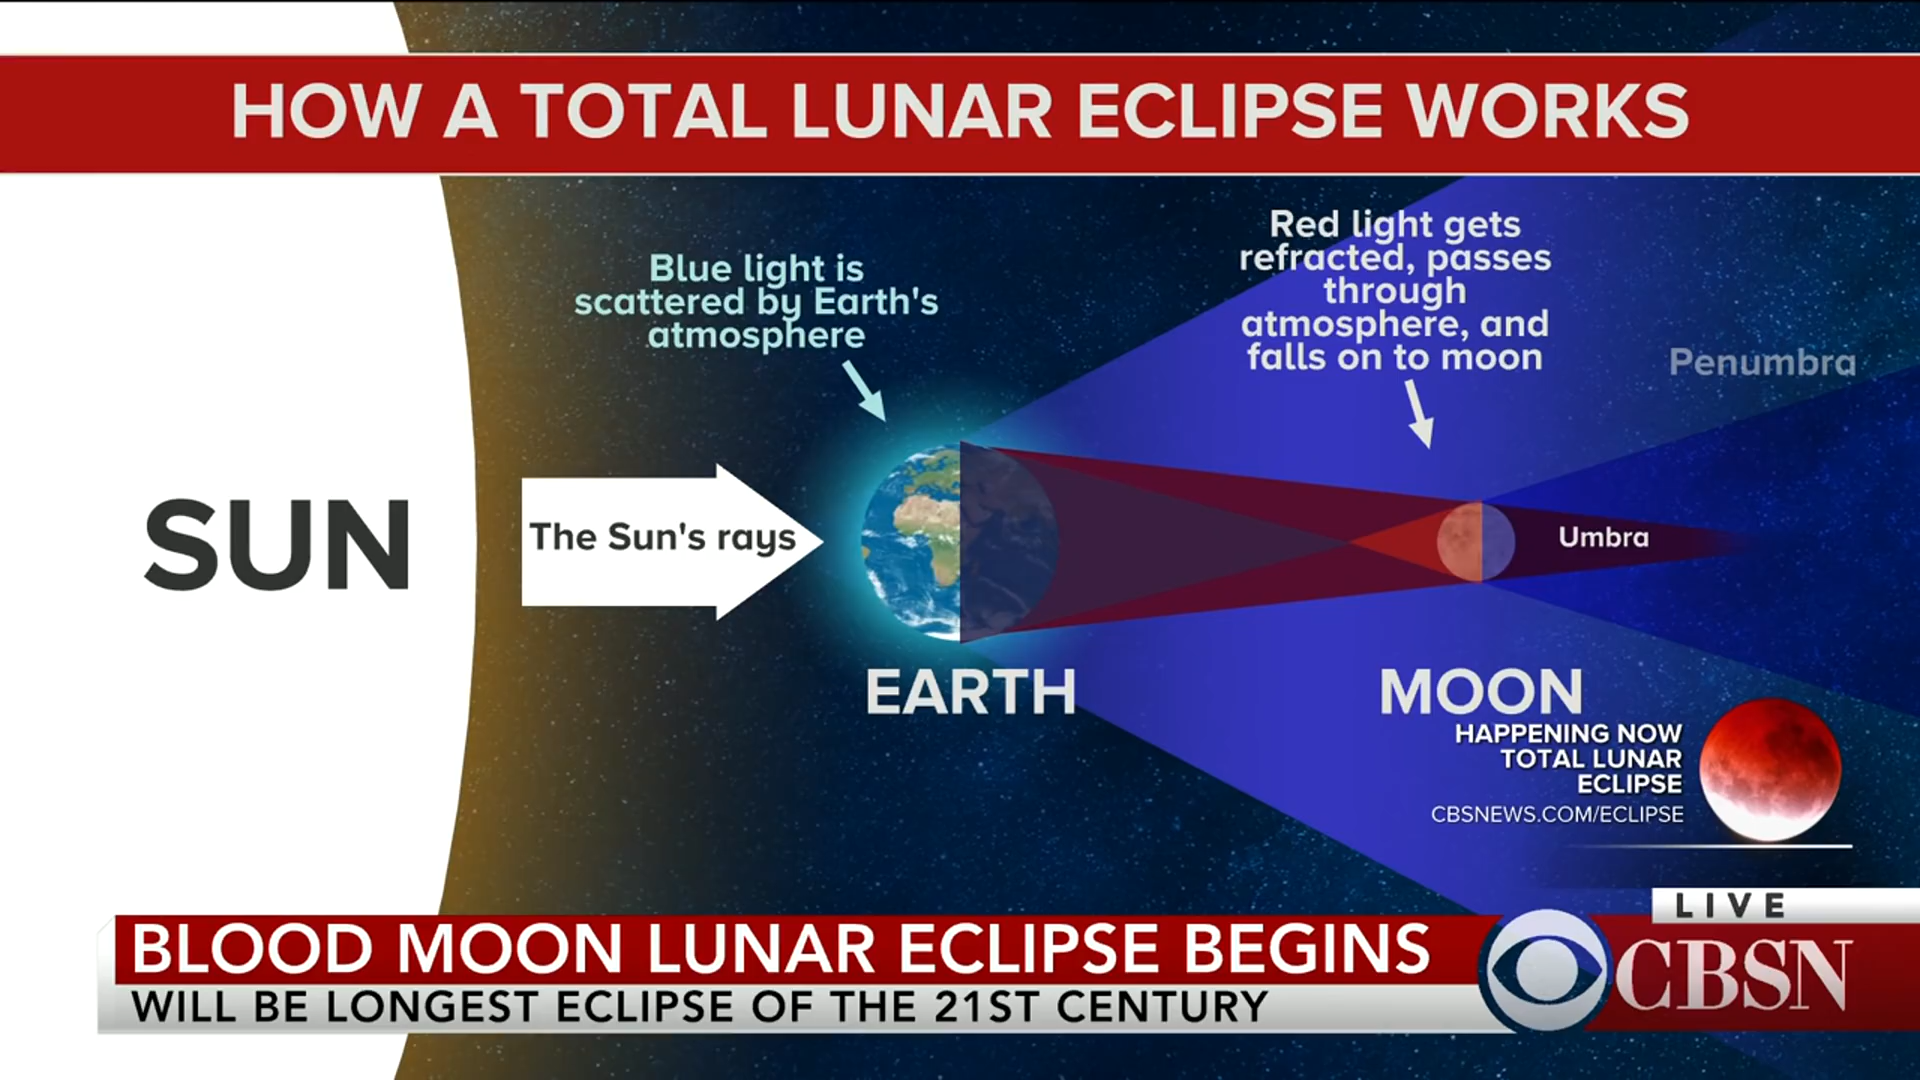 HOW A TOTAL LUNAR ECLIPSE WORKS
Blue light is
scattered by Earth's
atmosphere
Red light gets
refracted, passes
through
atmosphere, and
falls on to moon
Penumbra
SUN
The Sun's rays
Umbra
EARTH
MOON
HAPPENING NOW
TOTAL LUNAR
ECLIPSE
CBSNEWS.COM/ECLIPSE
LIVE
BLOOD MOON LUNAR ECLIPSE BEGINS
WILL BE LONGEST ECLIPSE OF THE 21ST CENTURY
CBSN